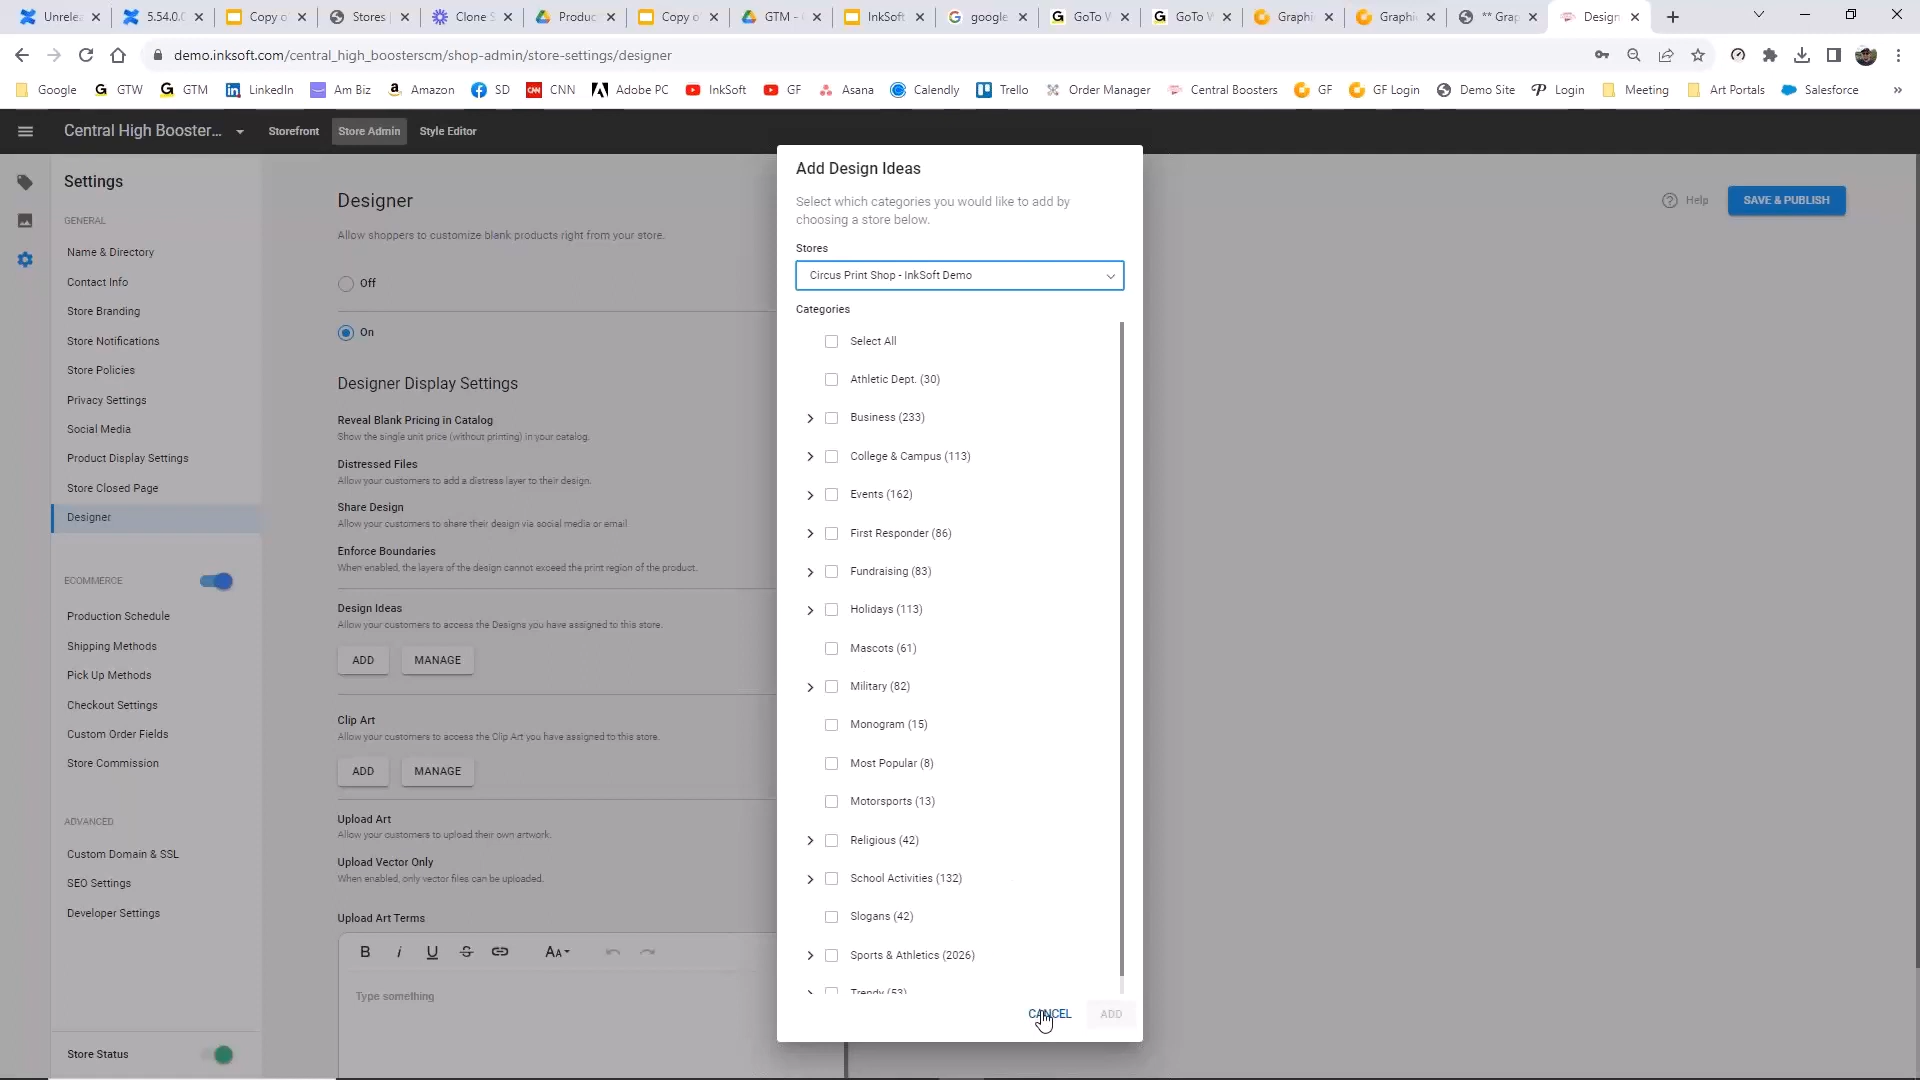 Unrelea
5.54.0.0
Copy o
Stores |
Clone S
Produc
Copy o
GTM -
InkSoft
google
GoTo W
GoTo W
Graphi
Graphi
** Grap
Design
demo.inksoft.com/central_high_boosterscm/shop-admin/store-settings/designer
Google
GTW
GTM
LinkedIn
Am Biz
Amazon
SD
CNN
Adobe PC
InkSoft
GF
Asana
Calendly
Trello
Order Manager
Central Boosters
GF
GF Login
Demo Site
Login
Meeting
Art Portals
Salesforce
»
Central High Booster...
Storefront
Store Admin
Style Editor
Settings
GENERAL
Name & Directory
Contact Info
Store Branding
Store Notifications
Store Policies
Privacy Settings
Social Media
Product Display Settings
Store Closed Page
Designer
ECOMMERCE
Production Schedule
Shipping Methods
Pick Up Methods
Checkout Settings
Custom Order Fields
Store Commission
ADVANCED
Custom Domain & SSL
SEO Settings
Developer Settings
Store Status
Designer
Allow shoppers to customize blank products right from your store.
Off
On
Designer Display Settings
Reveal Blank Pricing in Catalog
Show the single unit price (without printing) in your catalog.
Distressed Files
Allow your customers to add a distress layer to their design.
Share Design
Allow your customers to share their design via social media or email
Enforce Boundaries
When enabled, the layers of the design cannot exceed the print region of the product.
Design Ideas
Allow your customers to access the Designs you have assigned to this store.
ADD
MANAGE
Clip Art
Allow your customers to access the Clip Art you have assigned to this store.
ADD
MANAGE
Upload Art
Allow your customers to upload their own artwork.
Upload Vector Only
When enabled, only vector files can be uploaded.
Upload Art Terms
B i U S AA
Type something
Help
SAVE & PUBLISH
Add Design Ideas
Select which categories you would like to add by
choosing a store below.
Stores
Circus Print Shop - InkSoft Demo
Categories
Select All
Athletic Dept. (30)
Business (233)
College & Campus (113)
Events (162)
First Responder (86)
Fundraising (83)
Holidays (113)
Mascots (61)
Military (82)
Monogram (15)
Most Popular (8)
Motorsports (13)
Religious (42)
School Activities (132)
Slogans (42)
Sports & Athletics (2026)
Trendy (53)
CANCEL
ADD